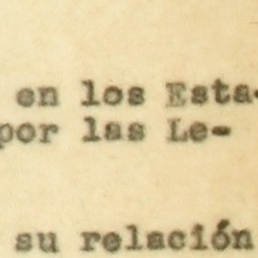 en los Esta-
por las Le-
su relación